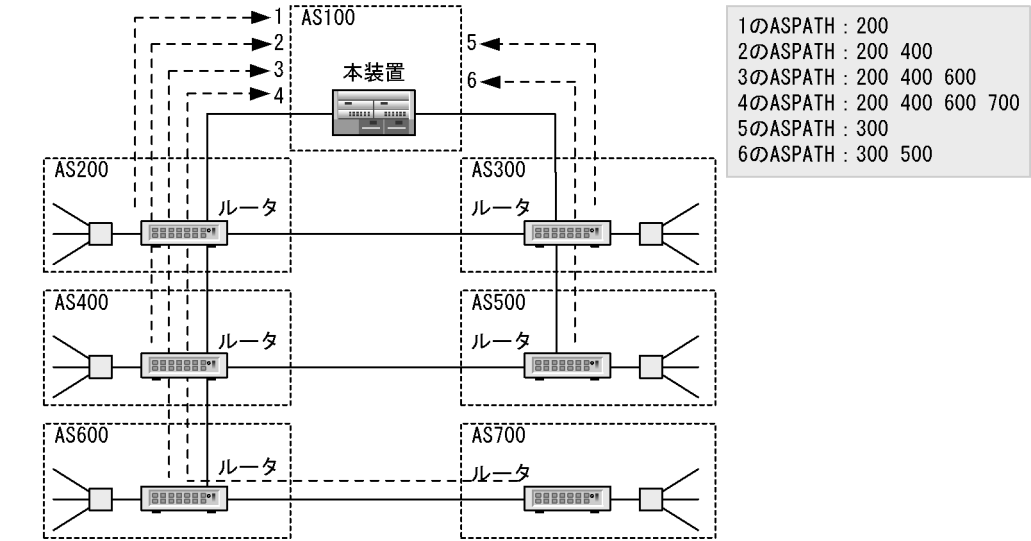 1
AS100
2
3
4
5
6
本装置
1のASPATH：200
2のASPATH：200 400
3のASPATH：200 400 600
4のASPATH：200 400 600 700
5のASPATH：300
6のASPATH：300 500
AS200
ルータ
AS300
ルータ
AS400
ルータ
AS500
ルータ
AS600
ルータ
AS700
ルータ